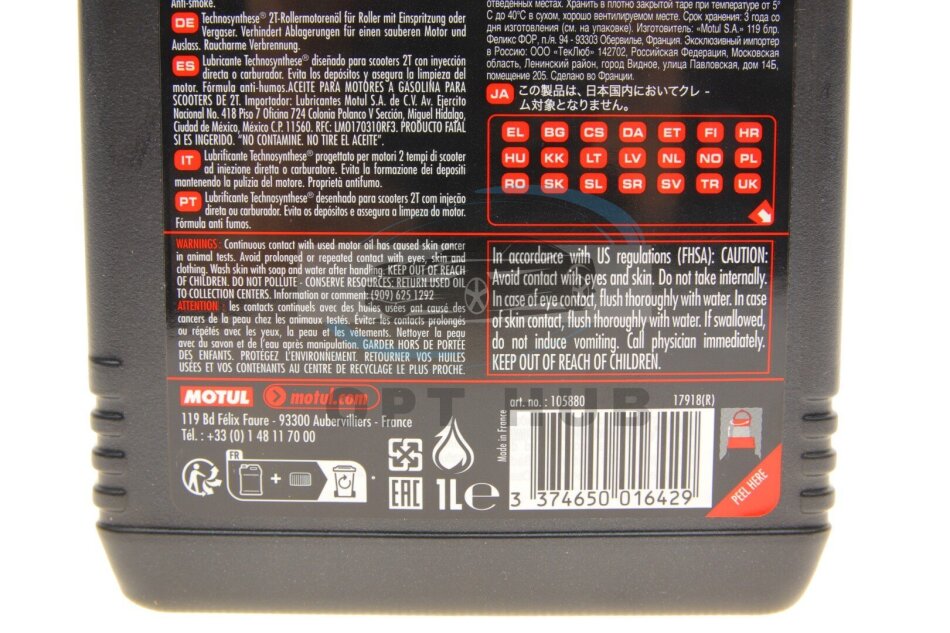 Anti-smoke.
DE Technosynthese® 2T-Rollermotorenöl für Roller mit Einspritzung oder
Vergaser. Verhindert Ablagerungen für einen sauberen Motor und
Auslass. Raucharme Verbrennung.
ES Lubricante Technosynthese® diseñado para scooters 2T con inyección
directa o carburador. Evita los depósitos y asegura la limpieza del
motor. Fórmula anti-humos.ACEITE PARA MOTORES A GASOLINA PARA
SCOOTERS DE 2T. Importador: Lubricantes Motul S.A. de C.V. Av. Ejercito
Nacional No. 418 Piso 7 Oficina 724 Colonia Polanco V Sección, Miguel Hidalgo,
Ciudad de México, México C.P. 11560. RFC: LMO170310RF3. PRODUCTO FATAL
SI ES INGERIDO. "NO CONTAMINE. NO TIRE EL ACEITE".
IT Lubrificante Technosynthese® progettato per motori 2 tempi di scooter
ad iniezione diretta o carburatore. Evita la formazione dei depositi
mantenendo la pulizia del motore. Proprietà antifumo.
PT Lubrificante Technosynthese® desenhado para scooters 2T com injeção
direta ou carburador. Evita os depósitos e assegura a limpeza do motor.
Fórmula anti fumos.
отведенных местах. Хранить в плотно закрытой таре при температуре от 5°
С до 40°С в сухом, хорошо вентилируемом месте. Срок хранения: 3 года со
дня изготовления (см. на упаковке). Изготовитель: «Motul S.A.» 119 блр.
Феликс ФОР, п/я 94 - 93303 Обервилье, Франция. Эксклюзивный импортер
в Россию: ООО «ТекЛюб» 142702, Российская Федерация, Московская
область, Ленинский район, город Видное, улица Павловская, дом 14Б,
помещение 205. Сделано во Франции.
JA この製品は、日本国内においてクレ -
ム対象となりません。
EL BG CS DA ET FI HR
HU KK LT LV NL NO PL
RO SK SL SR SV TR UK
WARNINGS: Continuous contact with used motor oil has caused skin cancer
in animal tests. Avoid prolonged or repeated contact with eyes, skin and
clothing. Wash skin with soap and water after handling. KEEP OUT OF REACH
OF CHILDREN. DO NOT POLLUTE - CONSERVE RESOURCES: RETURN USED OIL
TO COLLECTION CENTERS. Information or comment: (909) 625 1292
ATTENTION : les contacts continuels avec des huiles usées ont causé des
cancers de la peau chez les animaux testés. Eviter les contacts prolongés
ou répétés avec les yeux, la peau et les vêtements. Nettoyer la peau
avec du savon et de l'eau après manipulation. GARDER HORS DE PORTÉE
DES ENFANTS. PROTÉGEZ L'ENVIRONNEMENT. RETOURNER VOS HUILES
USÉES ET VOS CONTENANTS AU CENTRE DE RECYCLAGE LE PLUS PROCHE.
In accordance with US regulations (FHSA): CAUTION:
Avoid contact with eyes and skin. Do not take internally.
In case of eye contact, flush thoroughly with water. In case
of skin contact, flush thoroughly with water. If swallowed,
do not induce vomiting. Call physician immediately.
KEEP OUT OF REACH OF CHILDREN.
MOTUL motul.com
119 Bd Félix Faure - 93300 Aubervilliers - France
Tél. : +33 (0) 1 48 11 70 00
OPT HUB
art. no. : 105880 17918(R)
Made in France
FR
EAC 1L e
3 374650 016429
PEEL HERE